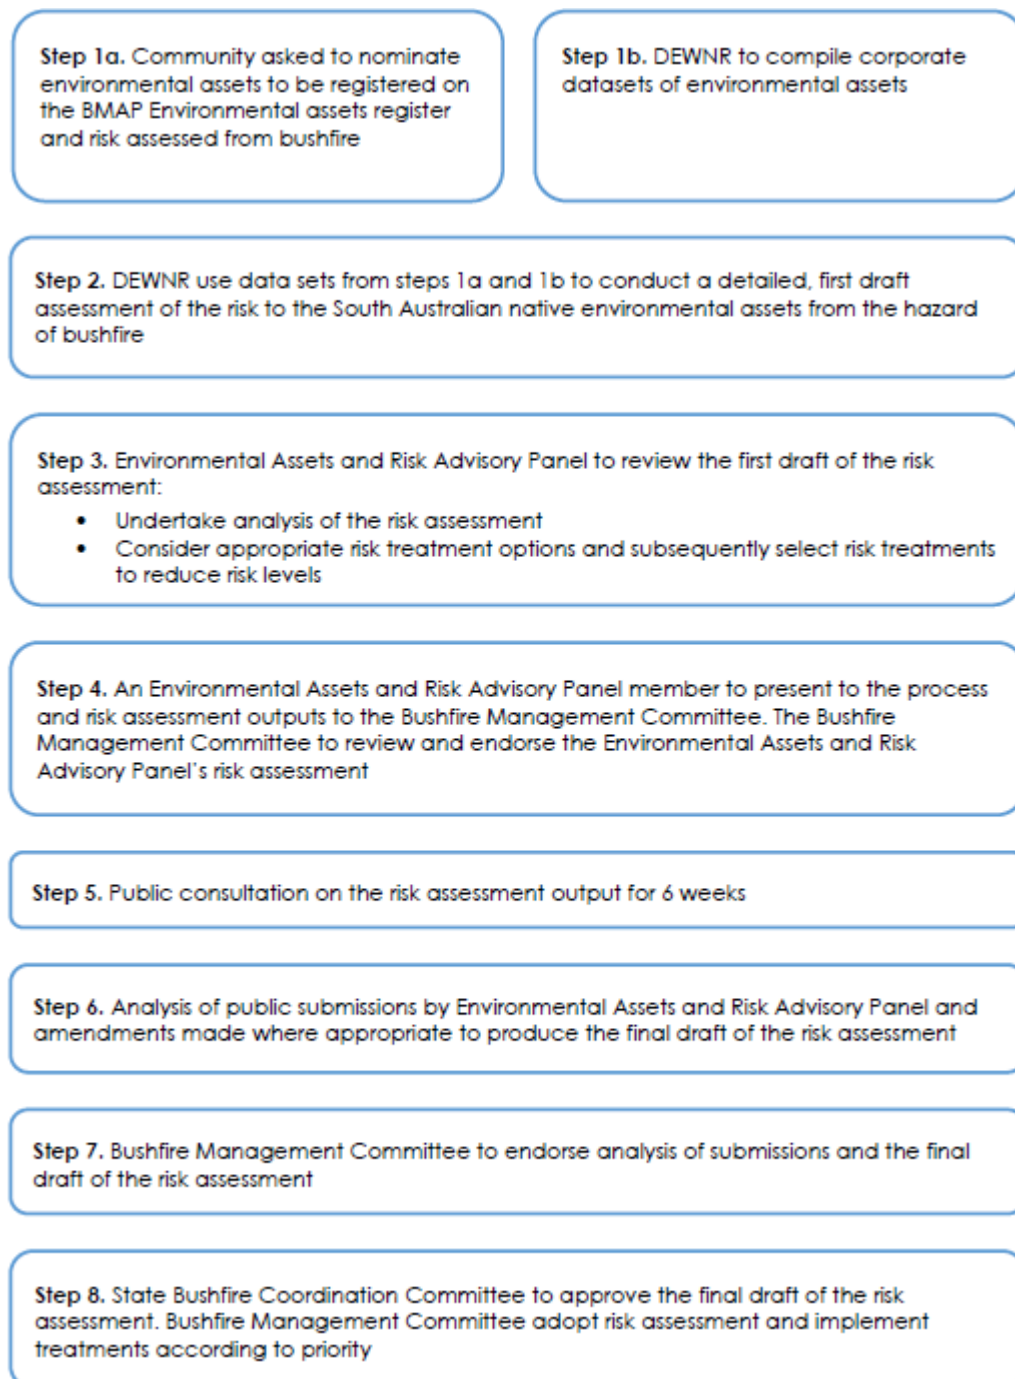 Step 1a. Community asked to nominate
environmental assets to be registered on
the BMAP Environmental assets register
and risk assessed from bushfire
Step 1b. DEWNR to compile corporate
datasets of environmental assets
Step 2. DEWNR use data sets from steps 1a and 1b to conduct a detailed, first draft
assessment of the risk to the South Australian native environmental assets from the hazard
of bushfire
Step 3. Environmental Assets and Risk Advisory Panel to review the first draft of the risk
assessment:
• Undertake analysis of the risk assessment
• Consider appropriate risk treatment options and subsequently select risk treatments
to reduce risk levels
Step 4. An Environmental Assets and Risk Advisory Panel member to present to the process
and risk assessment outputs to the Bushfire Management Committee. The Bushfire
Management Committee to review and endorse the Environmental Assets and Risk
Advisory Panel's risk assessment
Step 5. Public consultation on the risk assessment output for 6 weeks
Step 6. Analysis of public submissions by Environmental Assets and Risk Advisory Panel and
amendments made where appropriate to produce the final draft of the risk assessment
Step 7. Bushfire Management Committee to endorse analysis of submissions and the final
draft of the risk assessment
Step 8. State Bushfire Coordination Committee to approve the final draft of the risk
assessment. Bushfire Management Committee adopt risk assessment and implement
treatments according to priority